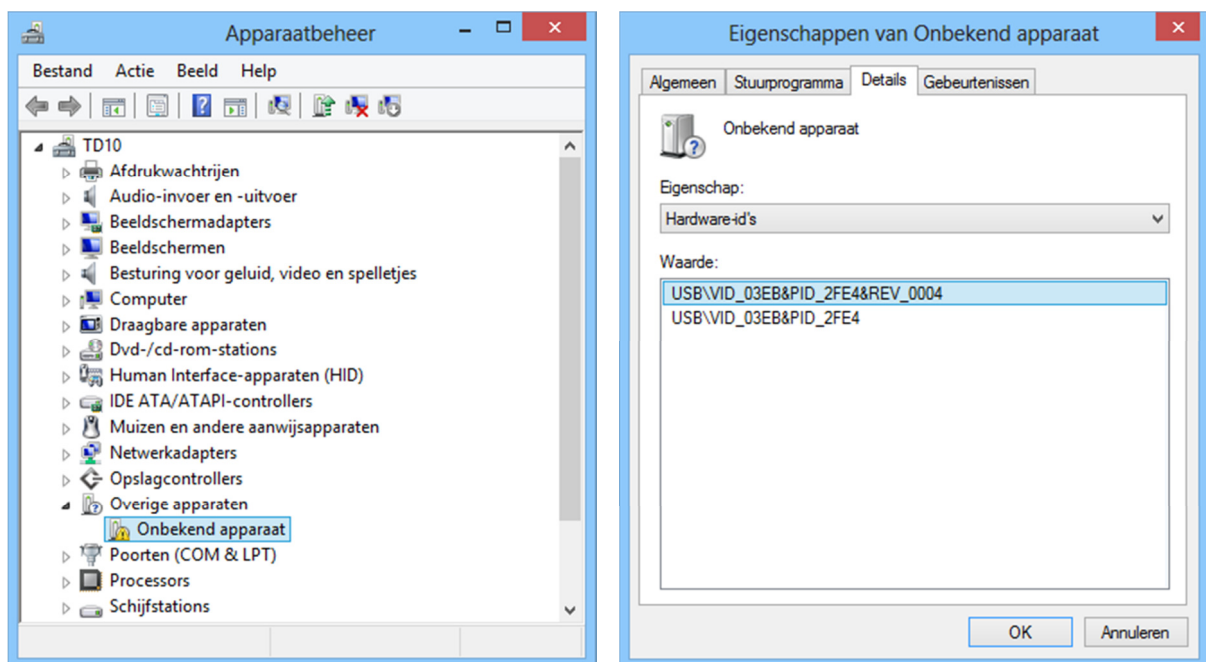 Apparaatbeheer
Bestand Actie Beeld Help
TD10
Afdrukwachtrijen
Audio-invoer en -uitvoer
Beeldschermadapters
Beeldschermen
Besturing voor geluid, video en spelletjes
Computer
Draagbare apparaten
Dvd-/cd-rom-stations
Human Interface-apparaten (HID)
IDE ATA/ATAPI-controllers
Muizen en andere aanwijsapparaten
Netwerkadapters
Opslagcontrollers
Overige apparaten
Onbekend apparaat
Poorten (COM & LPT)
Processors
Schijfstations
Eigenschappen van Onbekend apparaat
Algemeen Stuurprogramma Details Gebeurtenissen
Onbekend apparaat
Eigenschap:
Hardware-id's
Waarde:
USB\VID_03EB&PID_2FE4&REV_0004
USB\VID_03EB&PID_2FE4
OK Annuleren